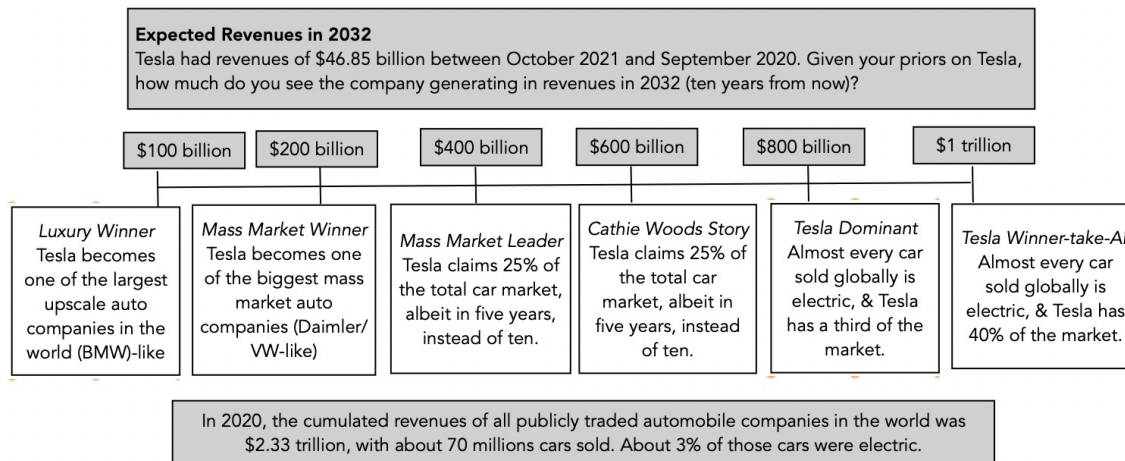 Expected Revenues in 2032
Tesla had revenues of $46.85 billion between October 2021 and September 2020. Given your priors on Tesla,
how much do you see the company generating in revenues in 2032 (ten years from now)?
$100 billion
$200 billion
$400 billion
$600 billion
$800 billion
$1 trillion
Luxury Winner
Tesla becomes
one of the largest
upscale auto
companies in the
world (BMW)-like
Mass Market Winner
Tesla becomes one
of the biggest mass
market auto
companies (Daimler/
VW-like)
Mass Market Leader
Tesla claims 25% of
the total car market,
albeit in five years,
instead of ten.
Cathie Woods Story
Tesla claims 25% of
the total car
market, albeit in
five years, instead
of ten.
Tesla Dominant
Almost every car
sold globally is
electric, & Tesla
has a third of the
market.
Tesla Winner-take-Al
Almost every car
sold globally is
electric, & Tesla has
40% of the market.
In 2020, the cumulated revenues of all publicly traded automobile companies in the world was
$2.33 trillion, with about 70 millions cars sold. About 3% of those cars were electric.